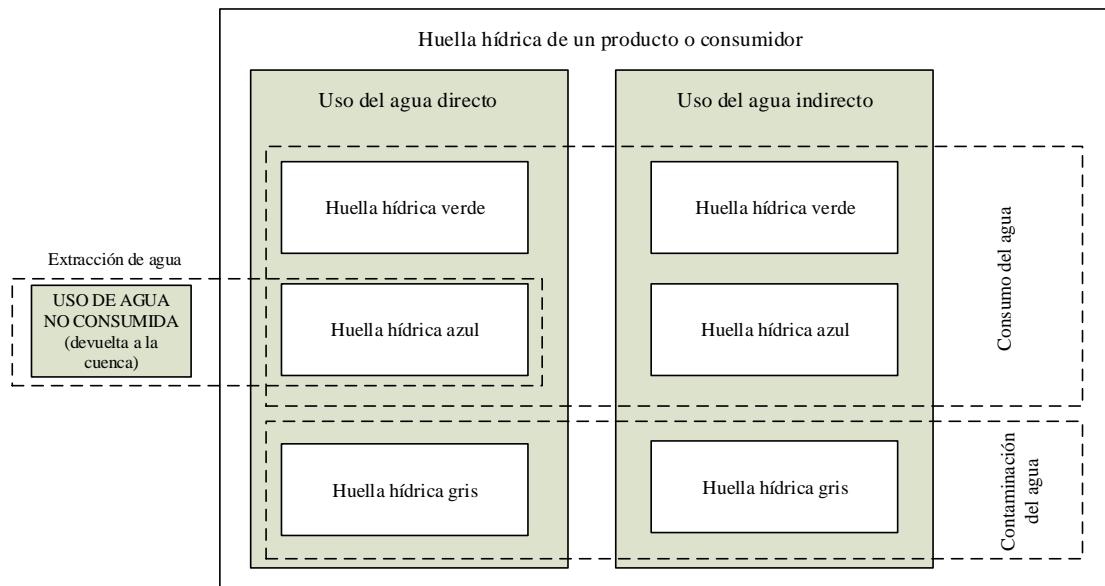 Huella hídrica de un producto o consumidor
Uso del agua directo
Uso del agua indirecto
Huella hídrica verde
Huella hídrica verde
Extracción de agua
USO DE AGUA
NO CONSUMIDA
(devuelta a la
cuenca)
Huella hídrica azul
Huella hídrica azul
Consumo del agua
Huella hídrica gris
Huella hídrica gris
Contaminación
del agua